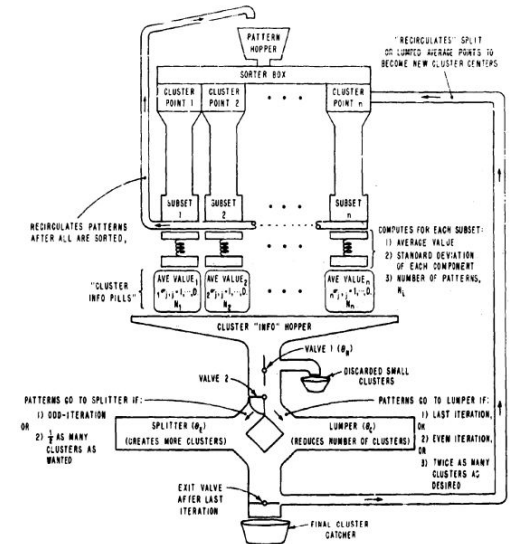 PATTERN
HOPPER
"RECIRCULATES" SPLIT
OR LUMPED AVERAGE POINTS TO
BECOME NEW CLUSTER CENTERS
SORTER BOX
CLUSTER
POINT 1
CLUSTER
POINT 2
CLUSTER
POINT n
SUBSET
1
SUBSET
2
SUBSET
n
RECIRCULATES PATTERNS
AFTER ALL ARE SORTED,
COMPUTES FOR EACH SUBSET:
1) AVERAGE VALUE
2) STANDARD DEVIATION
OF EACH COMPONENT
3) NUMBER OF PATTERNS,
"CLUSTER
INFO PILLS"
AVE VALUE1
N1
AVE VALUE2
N2
AVE VALUEn
Nn
CLUSTER "INFO" HOPPER
VALVE 1
DISCARDED SMALL
CLUSTERS
VALVE 2
PATTERNS GO TO SPLITTER IF:
1) ODD-ITERATION
OR
2) ½ AS MANY
CLUSTERS AS
WANTED
PATTERNS GO TO LUMPER IF:
1) LAST ITERATION,
OR
2) EVEN ITERATION,
OR
3) TWICE AS MANY
CLUSTERS AS
DESIRED
SPLITTER (θE)
(CREATES MORE CLUSTERS)
LUMPER (θC)
(REDUCES NUMBER OF CLUSTERS)
EXIT VALVE
AFTER LAST
ITERATION
FINAL CLUSTER
CATCHER